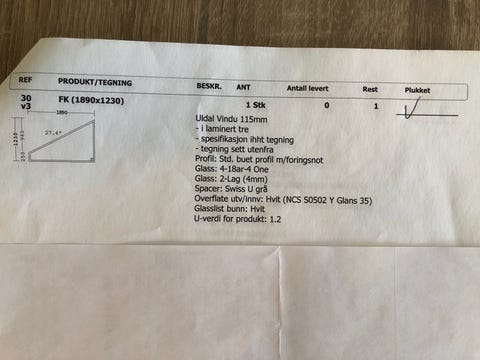 REF PRODUKT/TEGNING BESKR. ANT Antall levert Rest Plukket
30 FK (1890x1230) 1 Stk 0 1
v3
1890
27,4°
1230
250 981
Uldal Vindu 115mm
- i laminert tre
- spesifikasjon ihht tegning
- tegning sett utenfra
Profil: Std. buet profil m/foringsnot
Glass: 4-18ar-4 One
Glass: 2-Lag (4mm)
Spacer: Swiss U grå
Overflate utv/innv: Hvit (NCS S0502 Y Glans 35)
Glasslist bunn: Hvit
U-verdi for produkt: 1.2